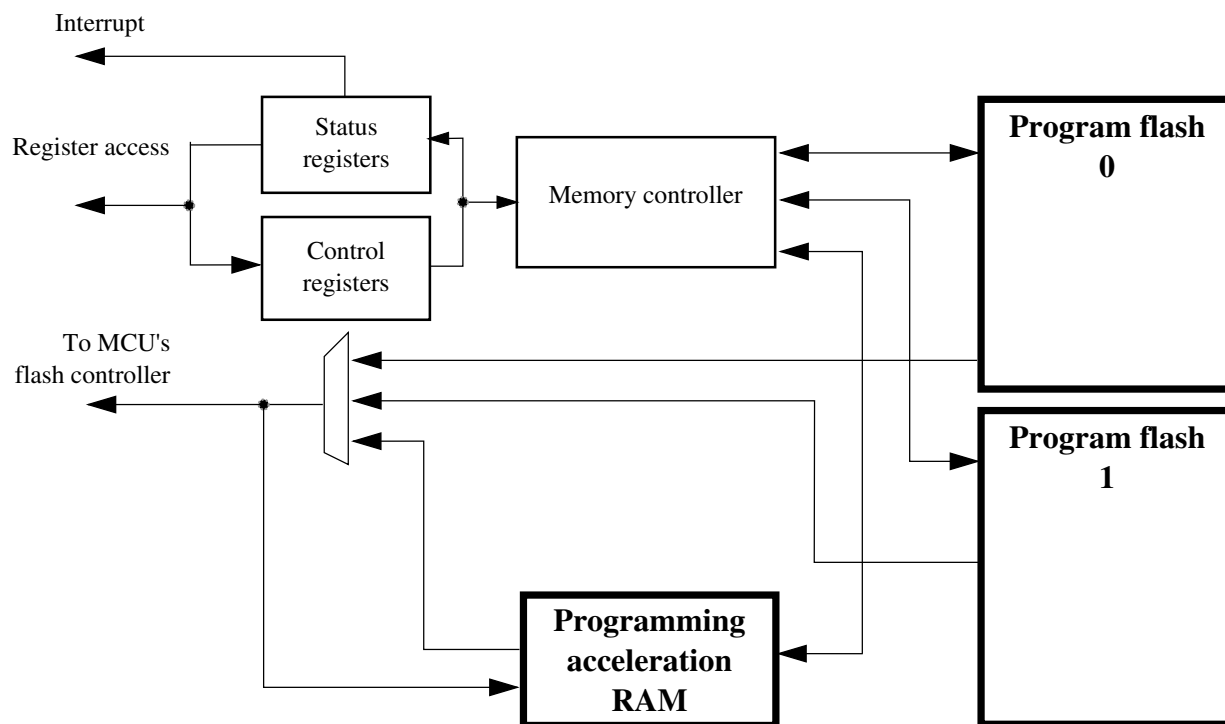 Interrupt
Register access
Status
registers
Control
registers
Memory controller
Program flash
0
To MCU's
flash controller
Program flash
1
Programming
acceleration
RAM